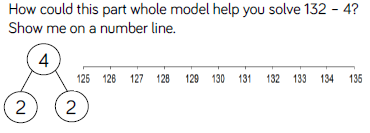 How could this part whole model help you solve 132 – 4?
Show me on a number line.
4
125 126 127 128 129 130 131 132 133 134 135
2 2